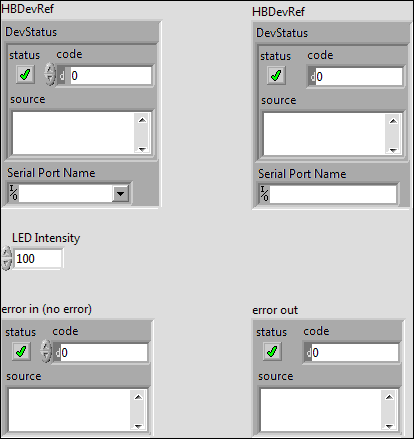 HBDevRef
DevStatus
status code
d 0
source
Serial Port Name
I/O
HBDevRef
DevStatus
status code
d 0
source
Serial Port Name
I/O
LED Intensity
100
error in (no error)
status code
d 0
source
error out
status code
d 0
source